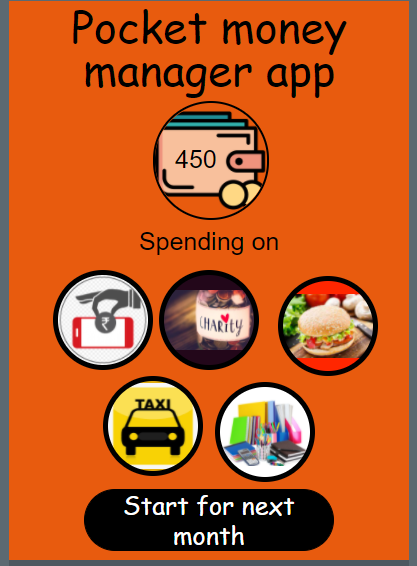 Pocket money
manager app
450
Spending on
₹
CHARITY
TAXI
Start for next
month